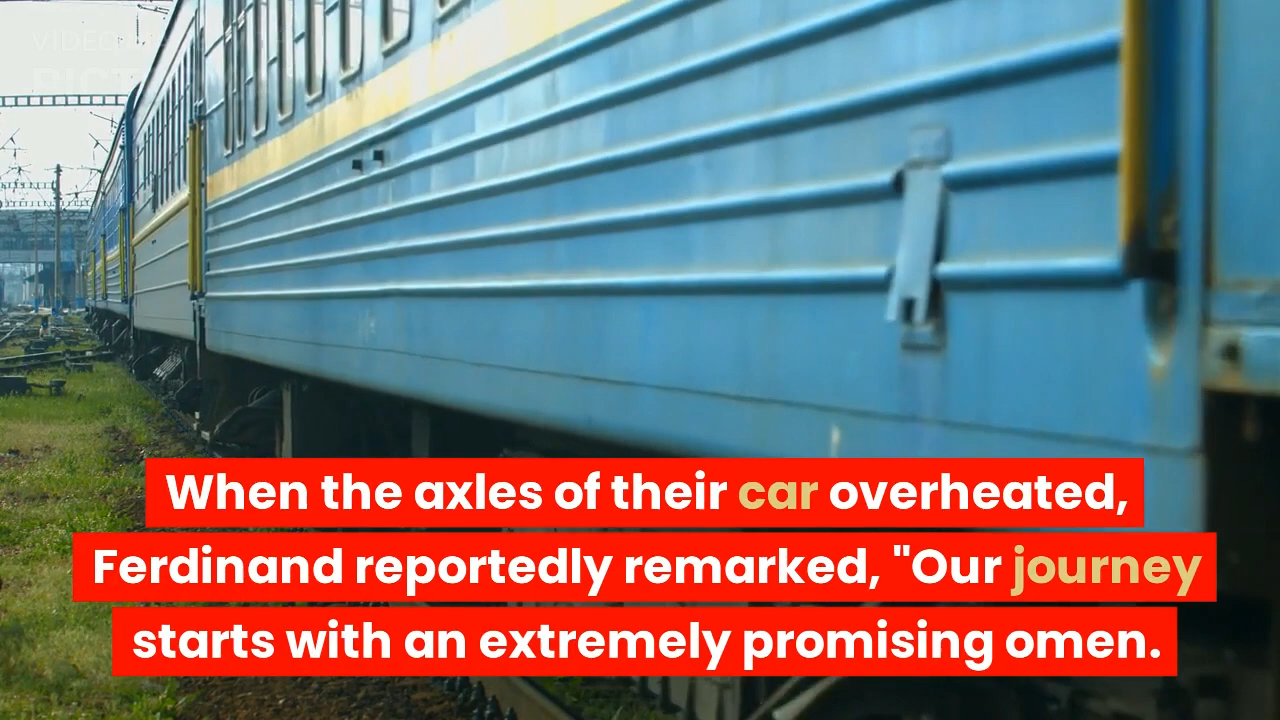 When the axles of their car overheated,
Ferdinand reportedly remarked, "Our journey
starts with an extremely promising omen.